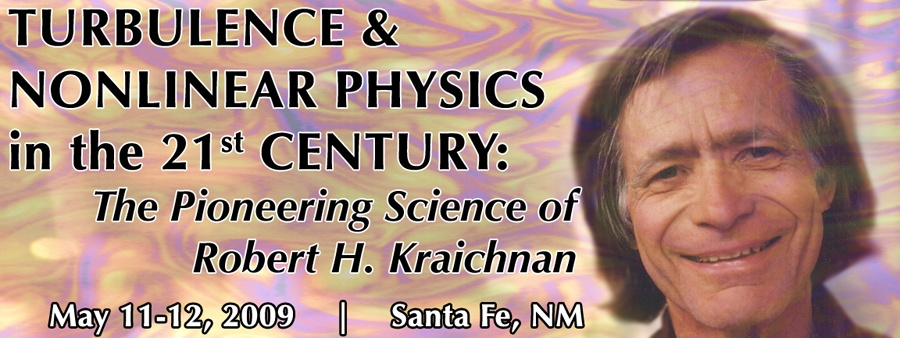 TURBULENCE &
NONLINEAR PHYSICS
in the 21st CENTURY:
The Pioneering Science of
Robert H. Kraichnan
May 11-12, 2009 | Santa Fe, NM